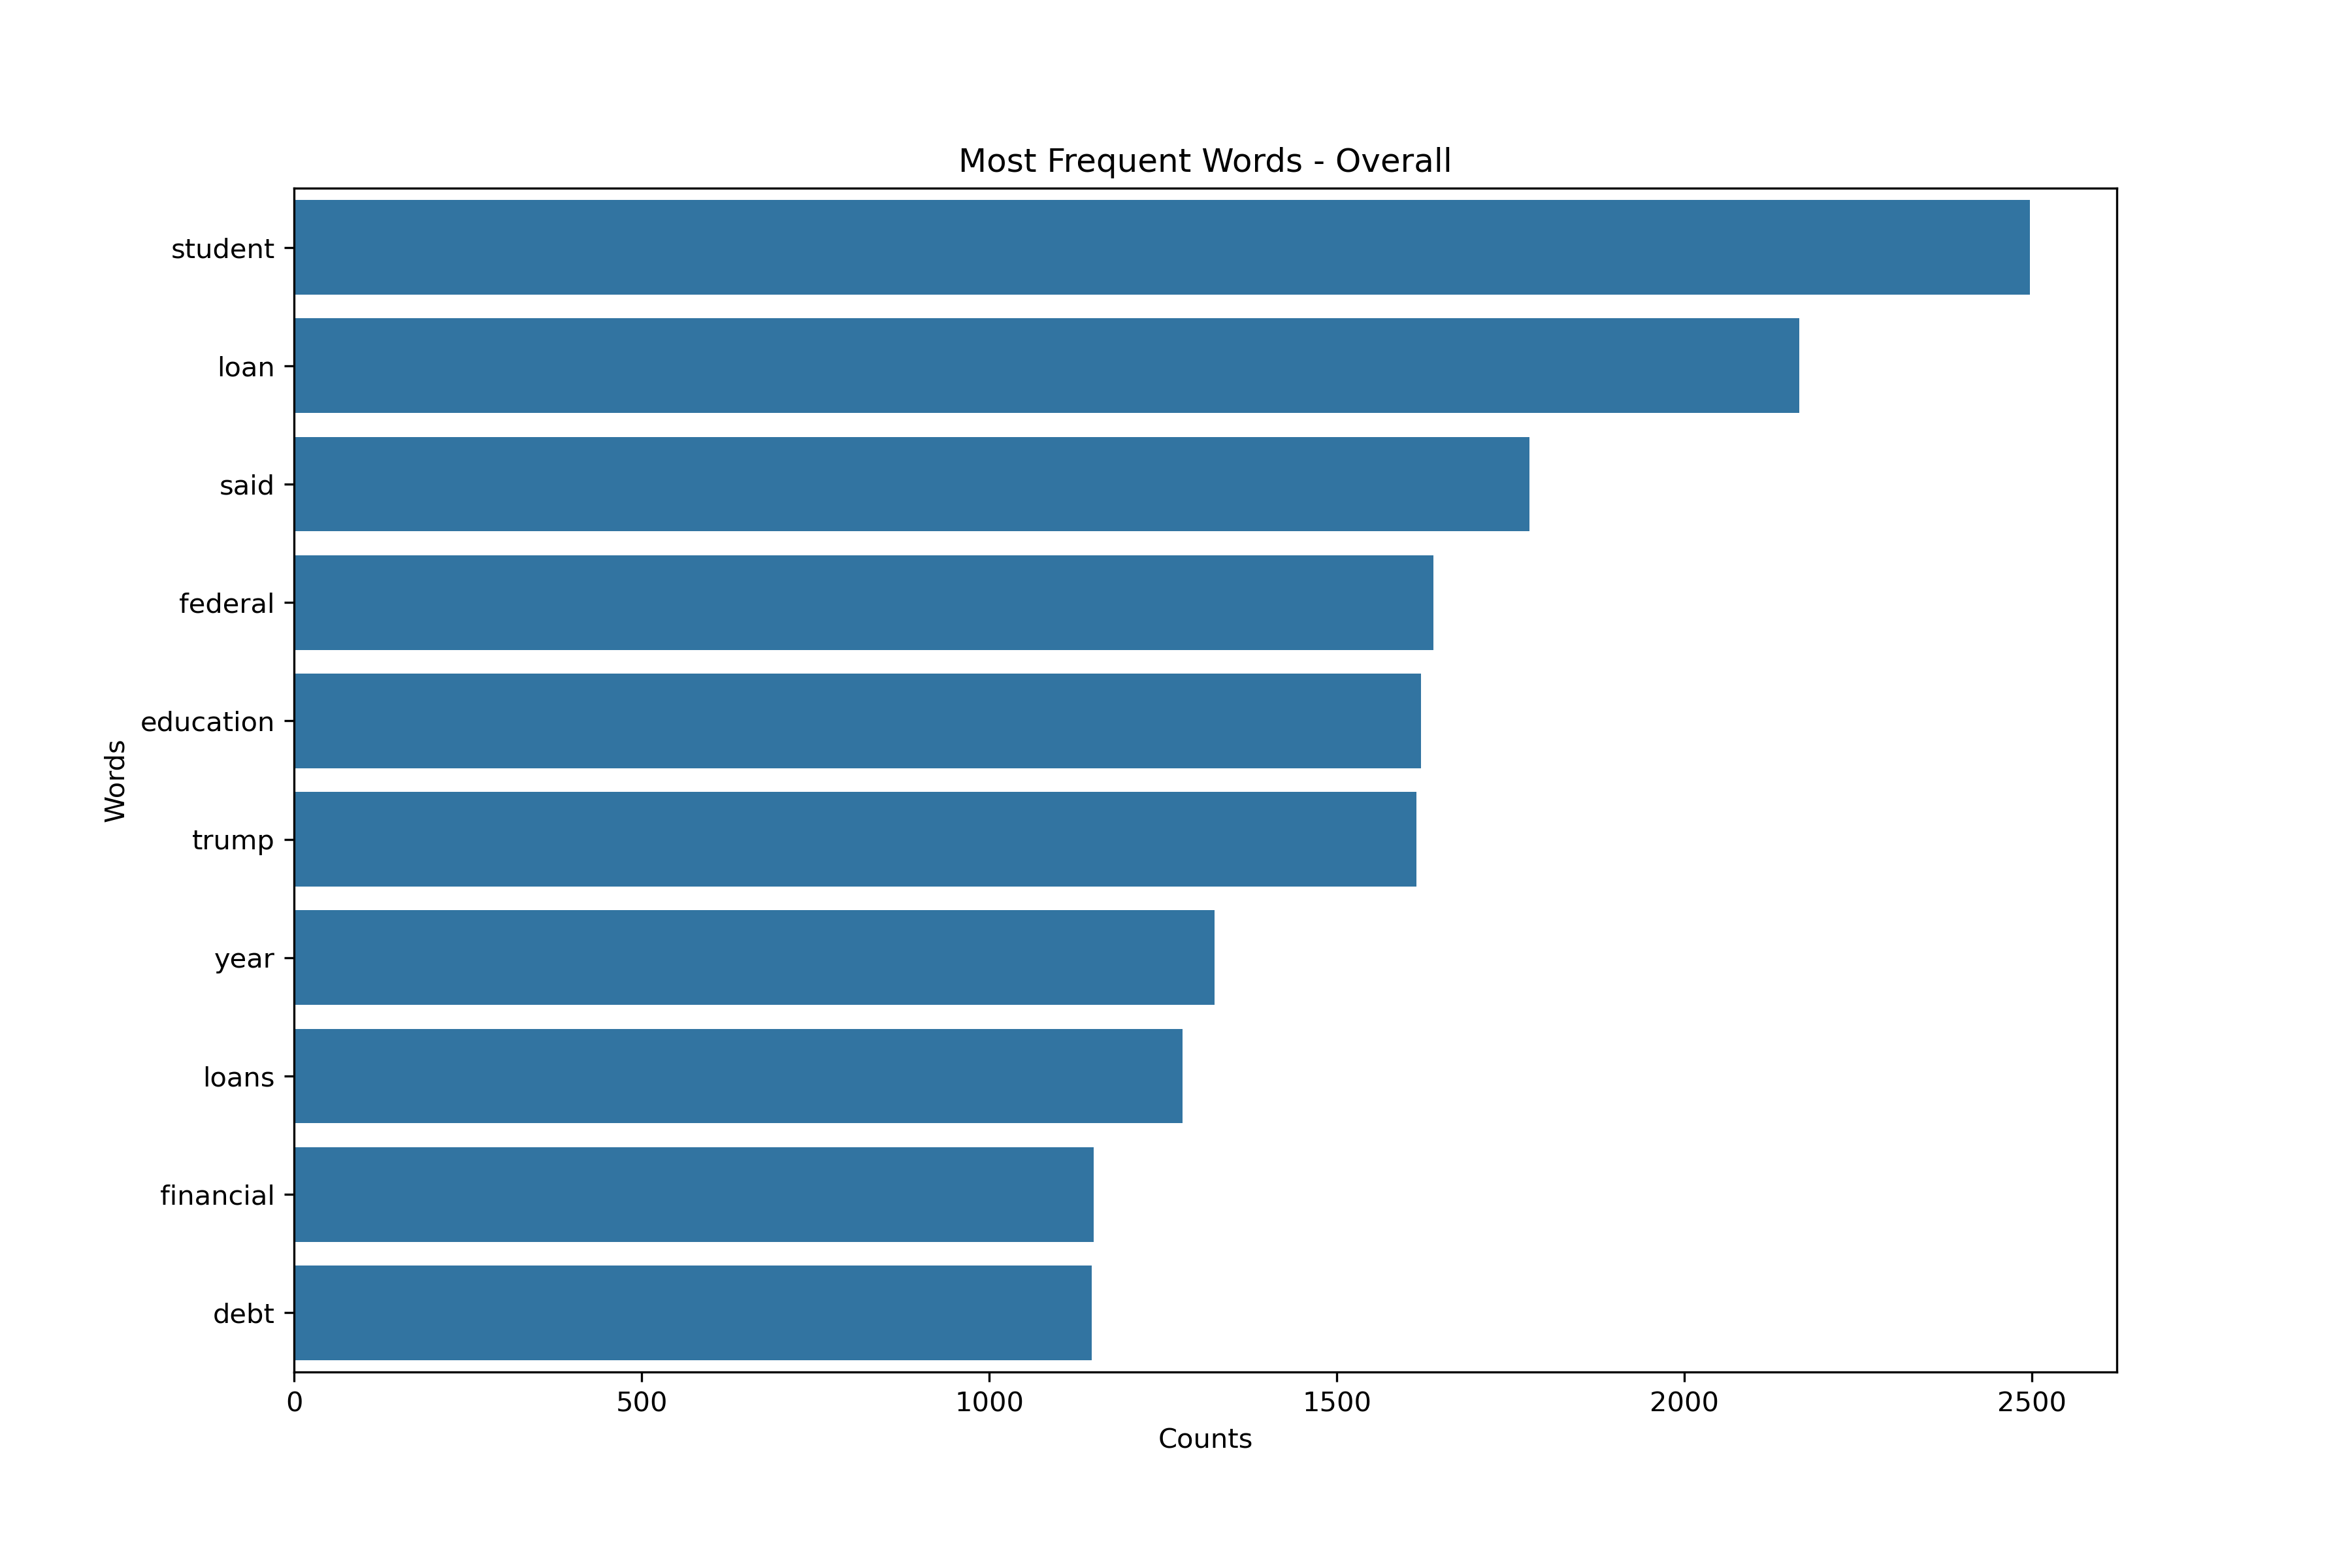 Most Frequent Words - Overall
student
loan
said
federal
education
trump
year
loans
financial
debt
Words
0 500 1000 1500 2000 2500
Counts